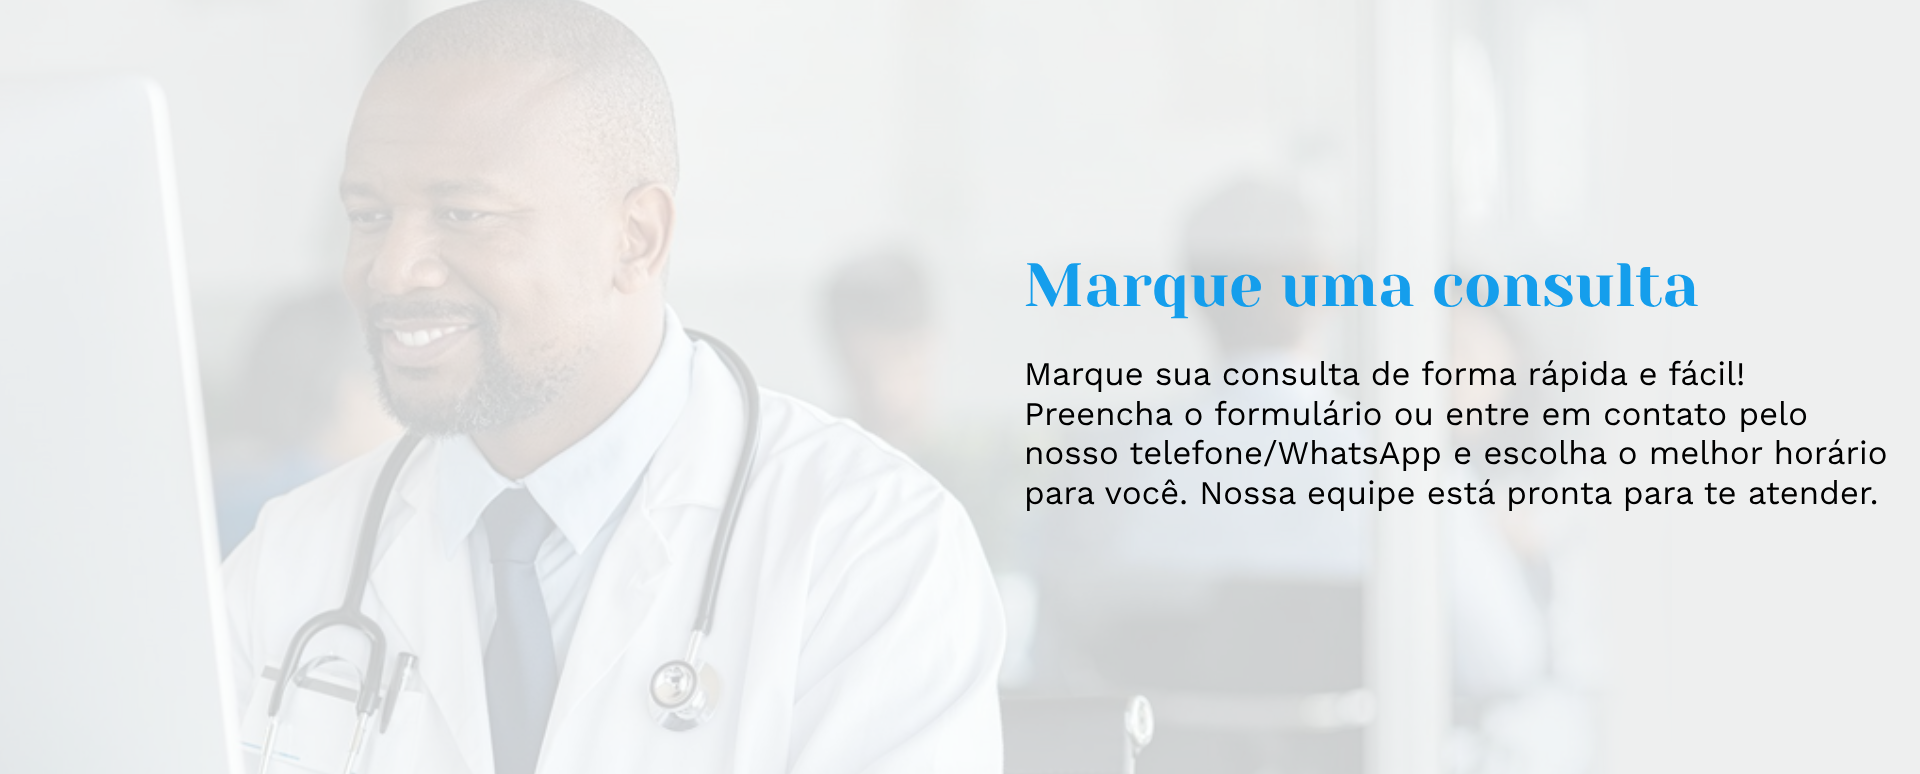 Marque uma consulta
Marque sua consulta de forma rápida e fácil!
Preencha o formulário ou entre em contato pelo
nosso telefone/WhatsApp e escolha o melhor horário
para você. Nossa equipe está pronta para te atender.